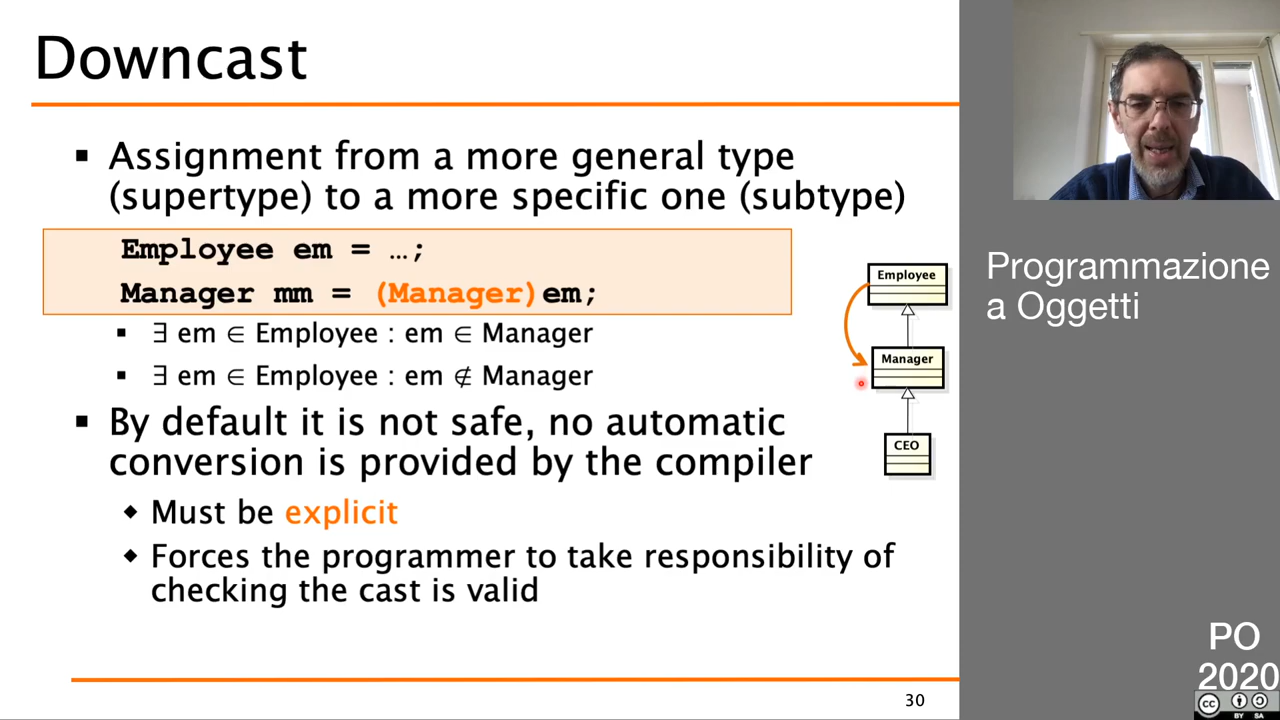 Downcast
▪ Assignment from a more general type
(supertype) to a more specific one (subtype)
Employee em = …;
Manager mm = (Manager)em;
▪ ∃ em ∈ Employee : em ∈ Manager
▪ ∃ em ∈ Employee : em ∉ Manager
▪ By default it is not safe, no automatic
conversion is provided by the compiler
◆ Must be explicit
◆ Forces the programmer to take responsibility of
checking the cast is valid
Employee
Manager
CEO
30
Programmazione
a Oggetti
PO
2020
CC
BY SA